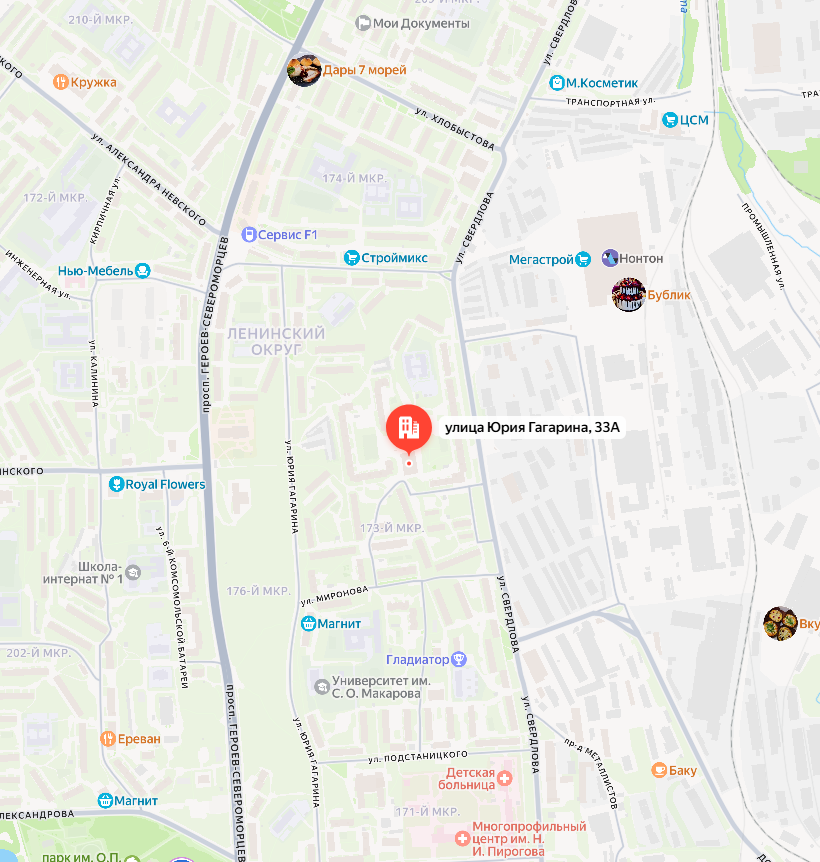 210-Й МКР.
Мои Документы
Кружка
Дары 7 морей
ул. СВЕРДЛОВА
М.Косметик
ТРАНСПОРТНАЯ ул.
ЦСМ
ул. ХЛОБЫСТОВА
ул. АЛЕКСАНДРА НЕВСКОГО
174-Й МКР.
172-Й МКР.
КИРПИЧНАЯ ул.
ул. СВЕРДЛОВА
ПРОМЫШЛЕННАЯ ул.
Сервис F1
Строймикс
Мегастрой
Нонтон
Нью-Мебель
ИНЖЕНЕРНАЯ ул.
Бублик
просп. ГЕРОЕВ-СЕВЕРОМОРЦЕВ
ЛЕНИНСКИЙ
ОКРУГ
ул. КАЛИНИНА
улица Юрия Гагарина, 33А
ИНСКОГО
Royal Flowers
ул. ЮРИЯ ГАГАРИНА
173-Й МКР.
Школа-
интернат № 1
ул. 6-Й КОМСОМОЛЬСКОЙ БАТАРЕИ
176-Й МКР.
ул. МИРОНОВА
ул. СВЕРДЛОВА
Магнит
Вку
202-Й МКР.
Гладиатор
Университет им.
С. О. Макарова
просп. ГЕРОЕВ-СЕВЕРОМОРЦЕВ
ул. ЮРИЯ ГАГАРИНА
ул. СВЕРДЛОВА
Ереван
ул. ПОДСТАНИЦКОГО
пр-д МЕТАЛЛИСТОВ
Детская
больница
Баку
Магнит
171-Й МКР.
ЛЕКСАНДРОВА
Многопрофильный
центр им. Н.
И. Пирогова
парк им. О.П.